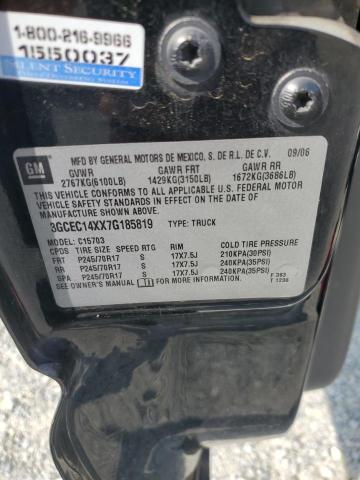 1-800-216-9966
1550037
SILENT SECURITY
GM
MFD BY GENERAL MOTORS DE MEXICO, S. DE R.L. DE C.V. 09/06
GVWR GAWR FRT GAWR RR
2767KG(6100LB) 1429KG(3150LB) 1672KG(3686LB)
THIS VEHICLE CONFORMS TO ALL APPLICABLE U.S. FEDERAL MOTOR
VEHICLE SAFETY STANDARDS IN EFFECT ON THE DATE OF
MANUFACTURE SHOWN ABOVE.
3GCEC14XX7G185819 TYPE: TRUCK
MODEL: C15703
CPOS TIRE SIZE SPEED RTG RIM COLD TIRE PRESSURE
FRT P245/70R17 S 17X7.5J 210KPA(30PSI)
RR P245/70R17 S 17X7.5J 240KPA(35PSI)
SPA P245/70R17 S 17X7.5J 240KPA(35PSI)
SEE OWNER'S MANUAL FOR MORE INFORMATION.
F 393
T 1296